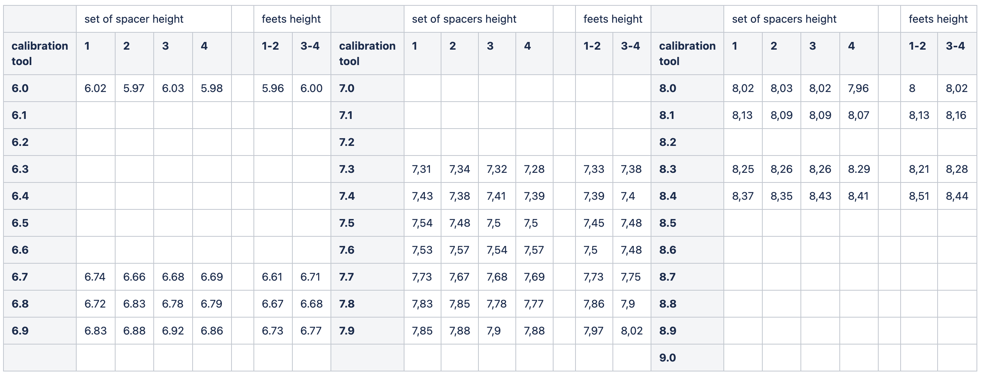 set of spacer height feets height set of spacers height feets height set of spacers height feets height
calibration tool 1 2 3 4 1-2 3-4 calibration tool 1 2 3 4 1-2 3-4 calibration tool 1 2 3 4 1-2 3-4
6.0 6.02 5.97 6.03 5.98 5.96 6.00 7.0 8.0 8,02 8,03 8,02 7,96 8 8,02
6.1 7.1 8.1 8,13 8,09 8,09 8,07 8,13 8,16
6.2 7.2 8.2
6.3 7.3 7,31 7,34 7,32 7,28 7,33 7,38 8.3 8,25 8,26 8,26 8.29 8,21 8,28
6.4 7.4 7,43 7,38 7,41 7,39 7,39 7,4 8.4 8,37 8,35 8,43 8,41 8,51 8,44
6.5 7.5 7,54 7,48 7,5 7,5 7,45 7,48 8.5
6.6 7.6 7,53 7,57 7,54 7,57 7,5 7,48 8.6
6.7 6.74 6.66 6.68 6.69 6.61 6.71 7.7 7,73 7,67 7,68 7,69 7,73 7,75 8.7
6.8 6.72 6.83 6.78 6.79 6.67 6.68 7.8 7,83 7,85 7,78 7,77 7,86 7,9 8.8
6.9 6.83 6.88 6.92 6.86 6.73 6.77 7.9 7,85 7,88 7,9 7,88 7,97 8,02 8.9
9.0